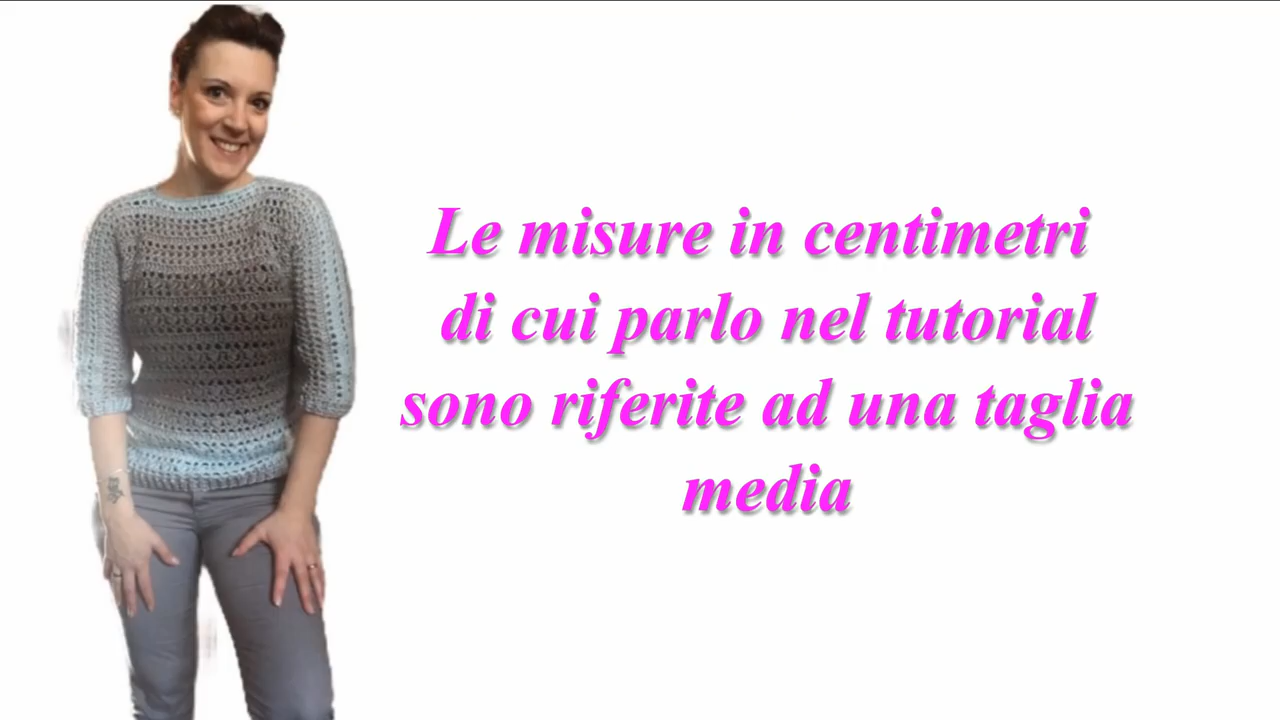 Le misure in centimetri
di cui parlo nel tutorial
sono riferite ad una taglia
media